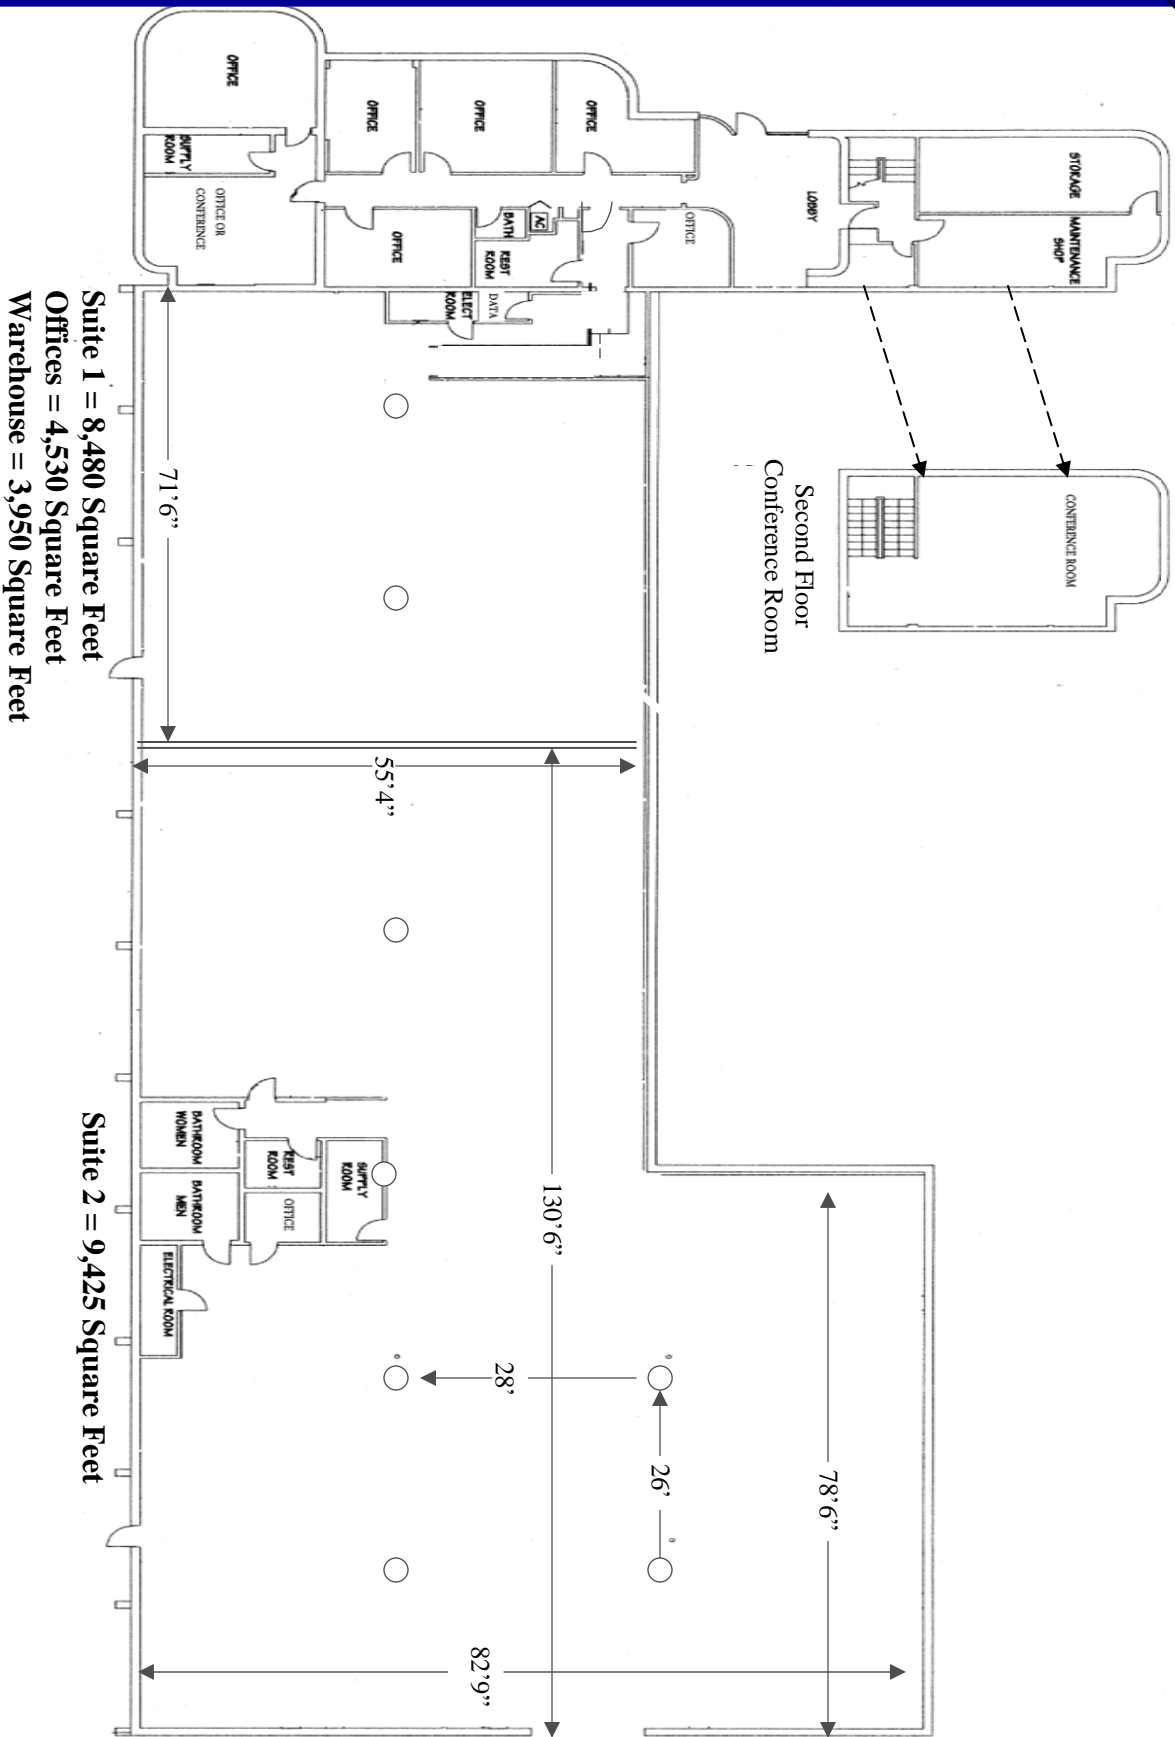 OFFICE
SUPPLY
ROOM
OFFICE OR
CONFERENCE
OFFICE
OFFICE
OFFICE
OFFICE
BATH
AC
REST
ROOM
ELECT
ROOM
DATA
OFFICE
LOBBY
STORAGE
MAINTENANCE
SHOP
CONFERENCE ROOM
Second Floor
Conference Room
Suite 1 = 8,480 Square Feet
Offices = 4,530 Square Feet
Warehouse = 3,950 Square Feet
71’6”
55’4”
130’6”
78’6”
28’
26’
82’9”
BATHROOM
WOMEN
BATHROOM
MEN
REST
ROOM
OFFICE
SUPPLY
ROOM
ELECTRICAL ROOM
Suite 2 = 9,425 Square Feet